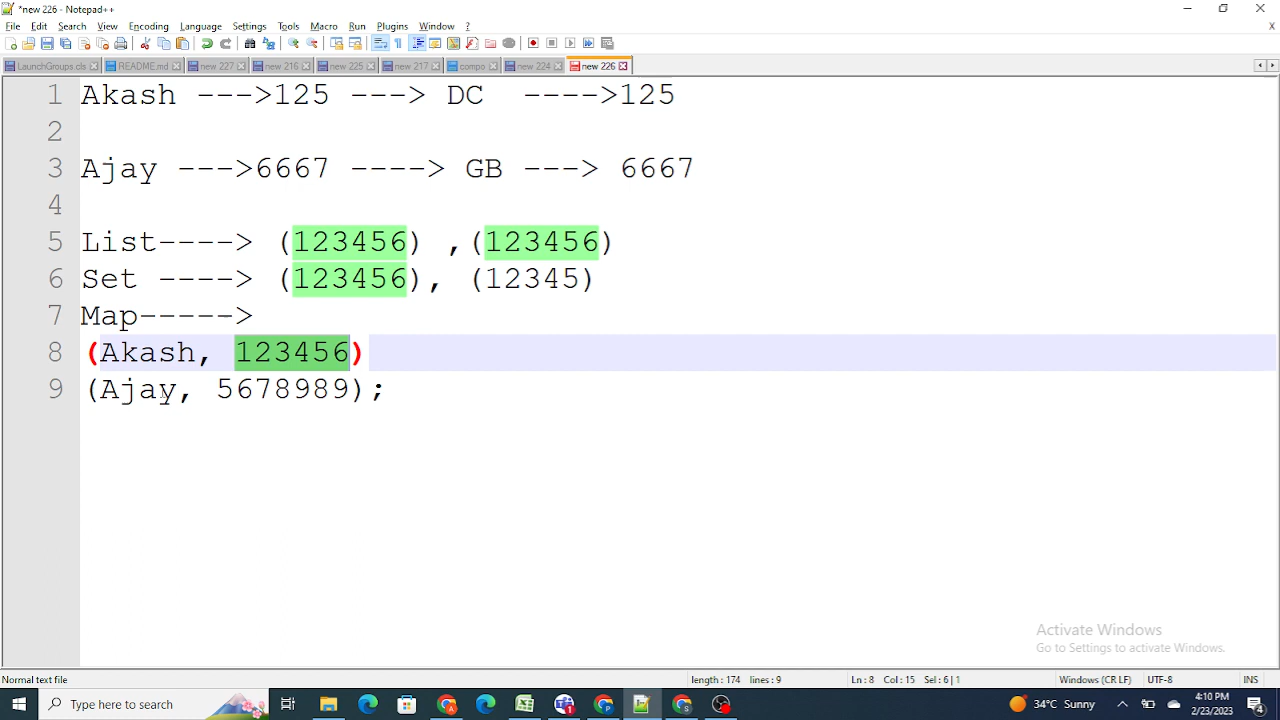 *new 226 - Notepad++
File Edit Search View Encoding Language Settings Tools Macro Run Plugins Window ?
LaunchGroups.cls README.md new 227 new 216 new 225 new 217 compo new 224 new 226
1 Akash --->125 ---> DC ---->125
2
3 Ajay --->6667 ----> GB ---> 6667
4
5 List----> (123456) ,(123456)
6 Set ----> (123456), (12345)
7 Map----->
8 (Akash, 123456)
9 (Ajay, 5678989);
Activate Windows
Go to Settings to activate Windows.
Normal text file length : 174 lines : 9 Ln : 8 Col : 15 Sel : 6 | 1 Windows (CR LF) UTF-8 INS
Type here to search 34°C Sunny 4:10 PM
2/23/2023